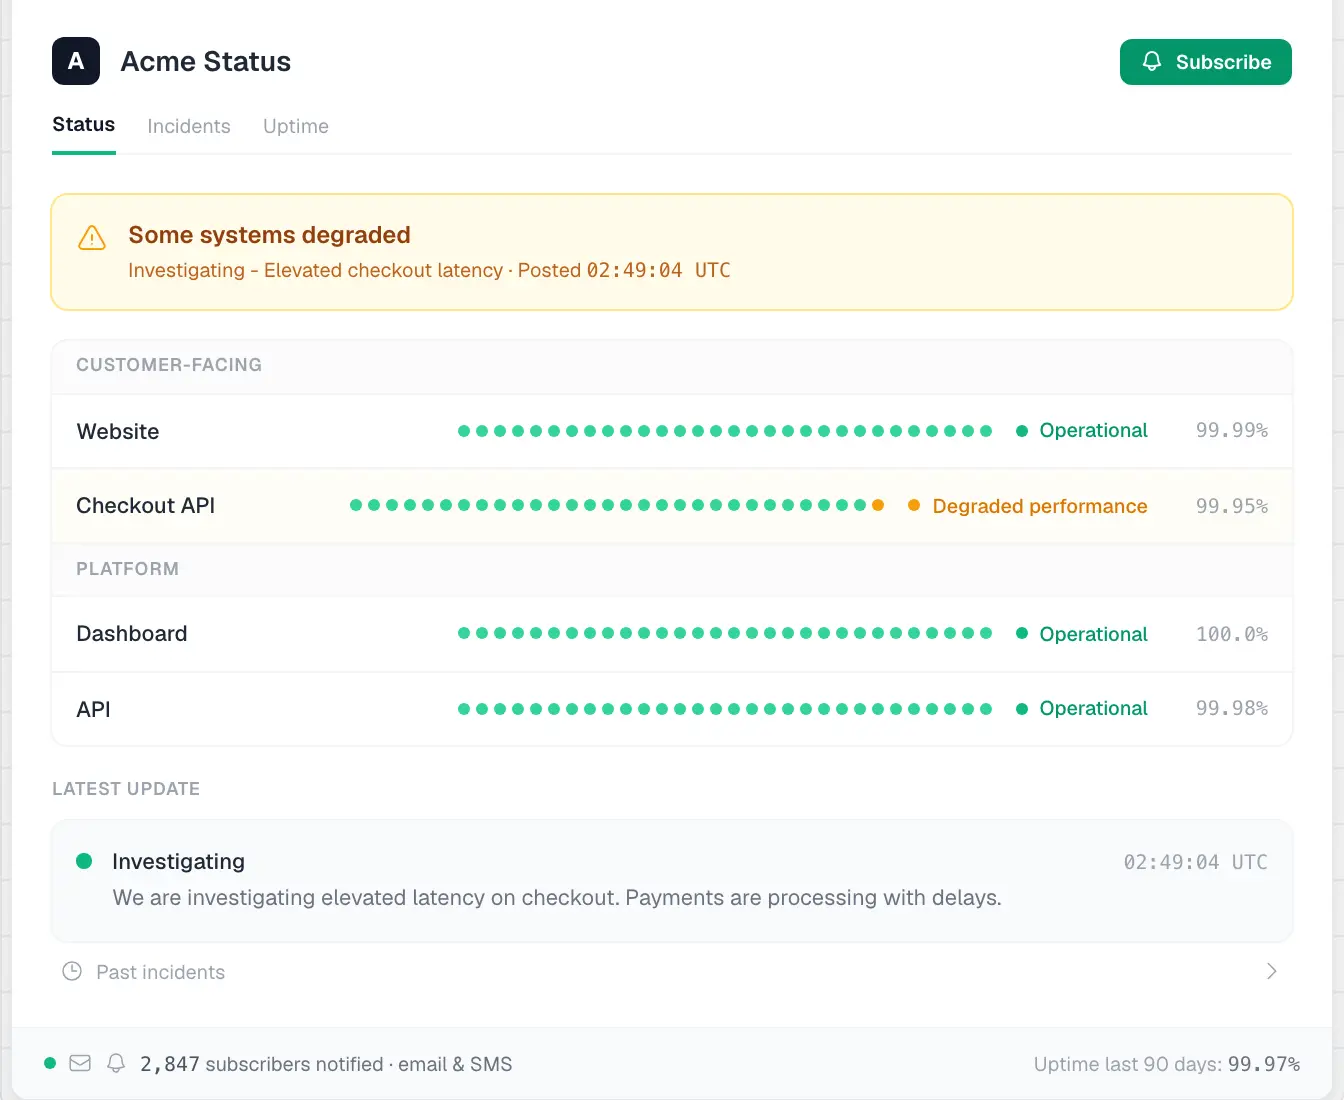 A
Acme Status
Subscribe
Status
Incidents
Uptime
Some systems degraded
Investigating - Elevated checkout latency · Posted 02:49:04 UTC
CUSTOMER-FACING
Website
Operational
99.99%
Checkout API
Degraded performance
99.95%
PLATFORM
Dashboard
Operational
100.0%
API
Operational
99.98%
LATEST UPDATE
Investigating
02:49:04 UTC
We are investigating elevated latency on checkout. Payments are processing with delays.
Past incidents
2,847 subscribers notified · email & SMS
Uptime last 90 days: 99.97%